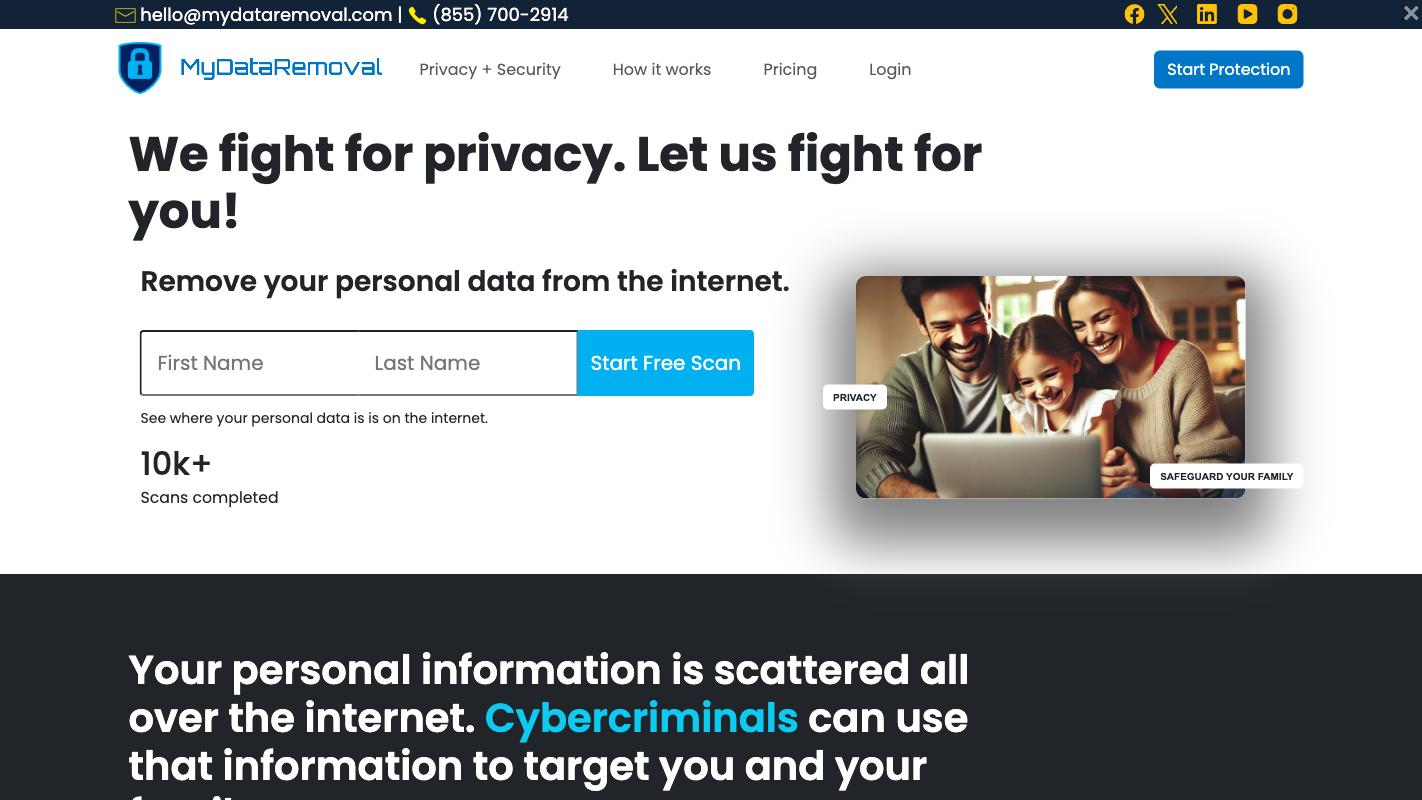 hello@mydataremoval.com | (855) 700-2914
MyDataRemoval
Privacy + Security
How it works
Pricing
Login
Start Protection
We fight for privacy. Let us fight for
you!
Remove your personal data from the internet.
First Name
Last Name
Start Free Scan
See where your personal data is is on the internet.
10k+
Scans completed
PRIVACY
SAFEGUARD YOUR FAMILY
Your personal information is scattered all
over the internet. Cybercriminals can use
that information to target you and your